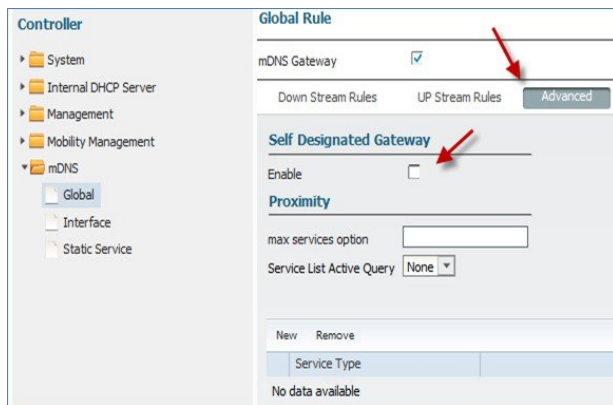 Controller
System
Internal DHCP Server
Management
Mobility Management
mDNS
Global
Interface
Static Service
Global Rule
mDNS Gateway
Down Stream Rules UP Stream Rules Advanced
Self Designated Gateway
Enable
Proximity
max services option
Service List Active Query None
New Remove
Service Type
No data available